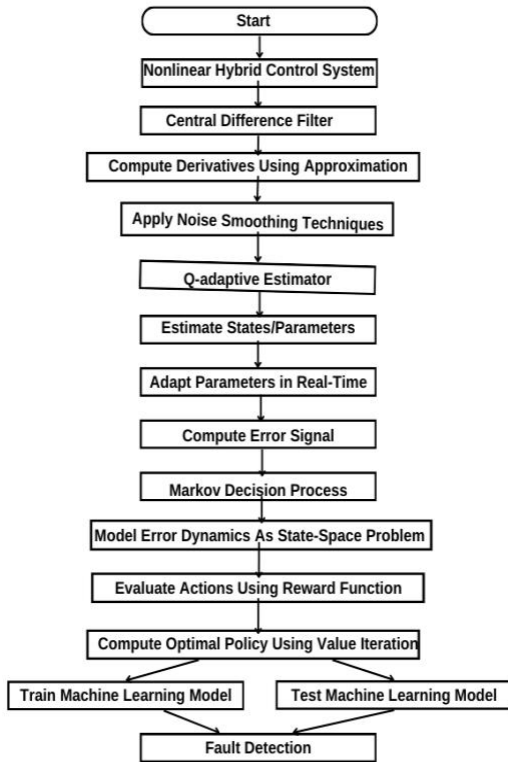 Start
Nonlinear Hybrid Control System
Central Difference Filter
Compute Derivatives Using Approximation
Apply Noise Smoothing Techniques
Q-adaptive Estimator
Estimate States/Parameters
Adapt Parameters in Real-Time
Compute Error Signal
Markov Decision Process
Model Error Dynamics As State-Space Problem
Evaluate Actions Using Reward Function
Compute Optimal Policy Using Value Iteration
Train Machine Learning Model
Test Machine Learning Model
Fault Detection